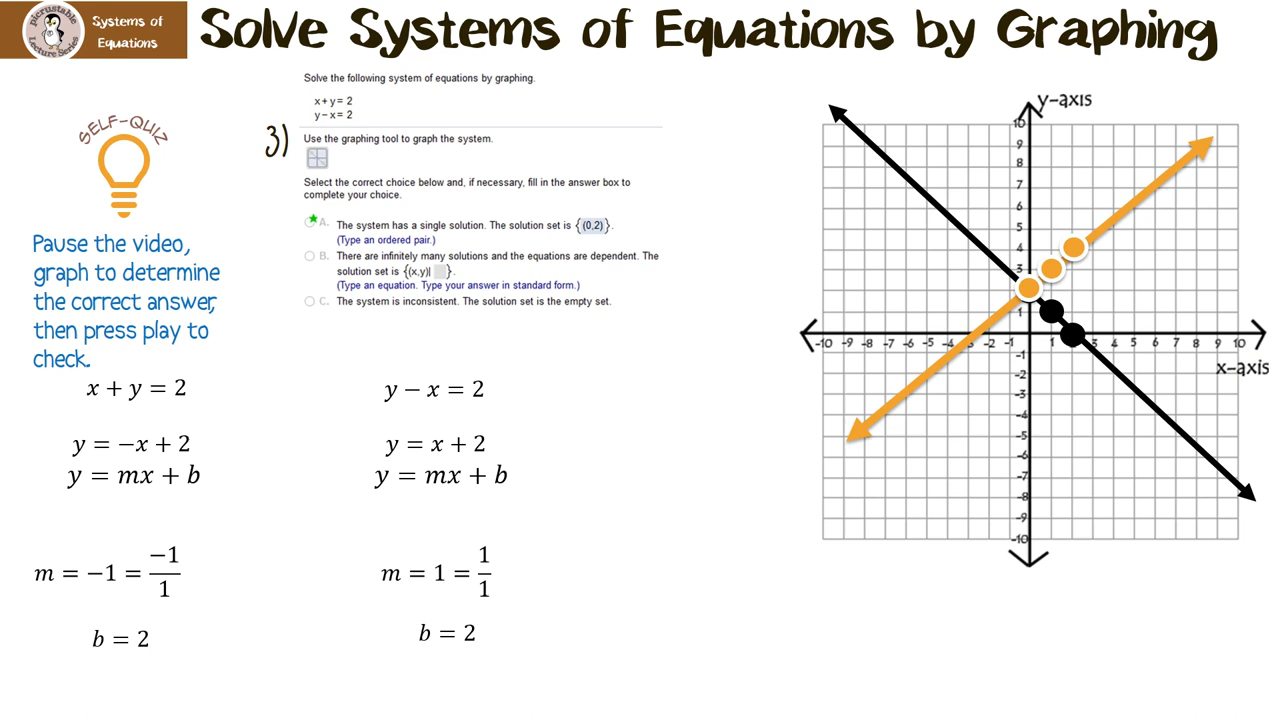 picrustable
Lecture Series
Systems of
Equations
Solve Systems of Equations by Graphing
SELF-QUIZ
Pause the video,
graph to determine
the correct answer,
then press play to
check.
3)
Solve the following system of equations by graphing.
x + y = 2
y − x = 2
Use the graphing tool to graph the system.
Select the correct choice below and, if necessary, fill in the answer box to
complete your choice.
A. The system has a single solution. The solution set is {(0,2)}.
(Type an ordered pair.)
B. There are infinitely many solutions and the equations are dependent. The
solution set is {(x,y)| }.
(Type an equation. Type your answer in standard form.)
C. The system is inconsistent. The solution set is the empty set.
x + y = 2
y = −x + 2
y = mx + b
m = −1 = −1/1
b = 2
y − x = 2
y = x + 2
y = mx + b
m = 1 = 1/1
b = 2
y-axis
10
9
8
7
6
5
4
3
1
-10 -9 -8 -7 -6 -5 -4 -3 -2 -1 1 3 4 5 6 7 8 9 10
x-axis
-1
-2
-3
-4
-5
-6
-7
-8
-9
-10